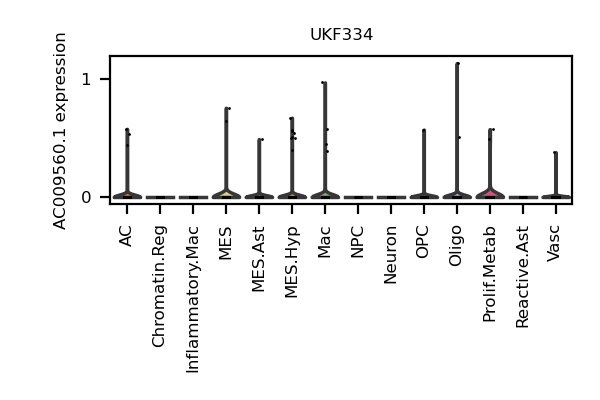 UKF334
AC009560.1 expression
1
0
AC
Chromatin.Reg
Inflammatory.Mac
MES
MES.Ast
MES.Hyp
Mac
NPC
Neuron
OPC
Oligo
Prolif.Metab
Reactive.Ast
Vasc